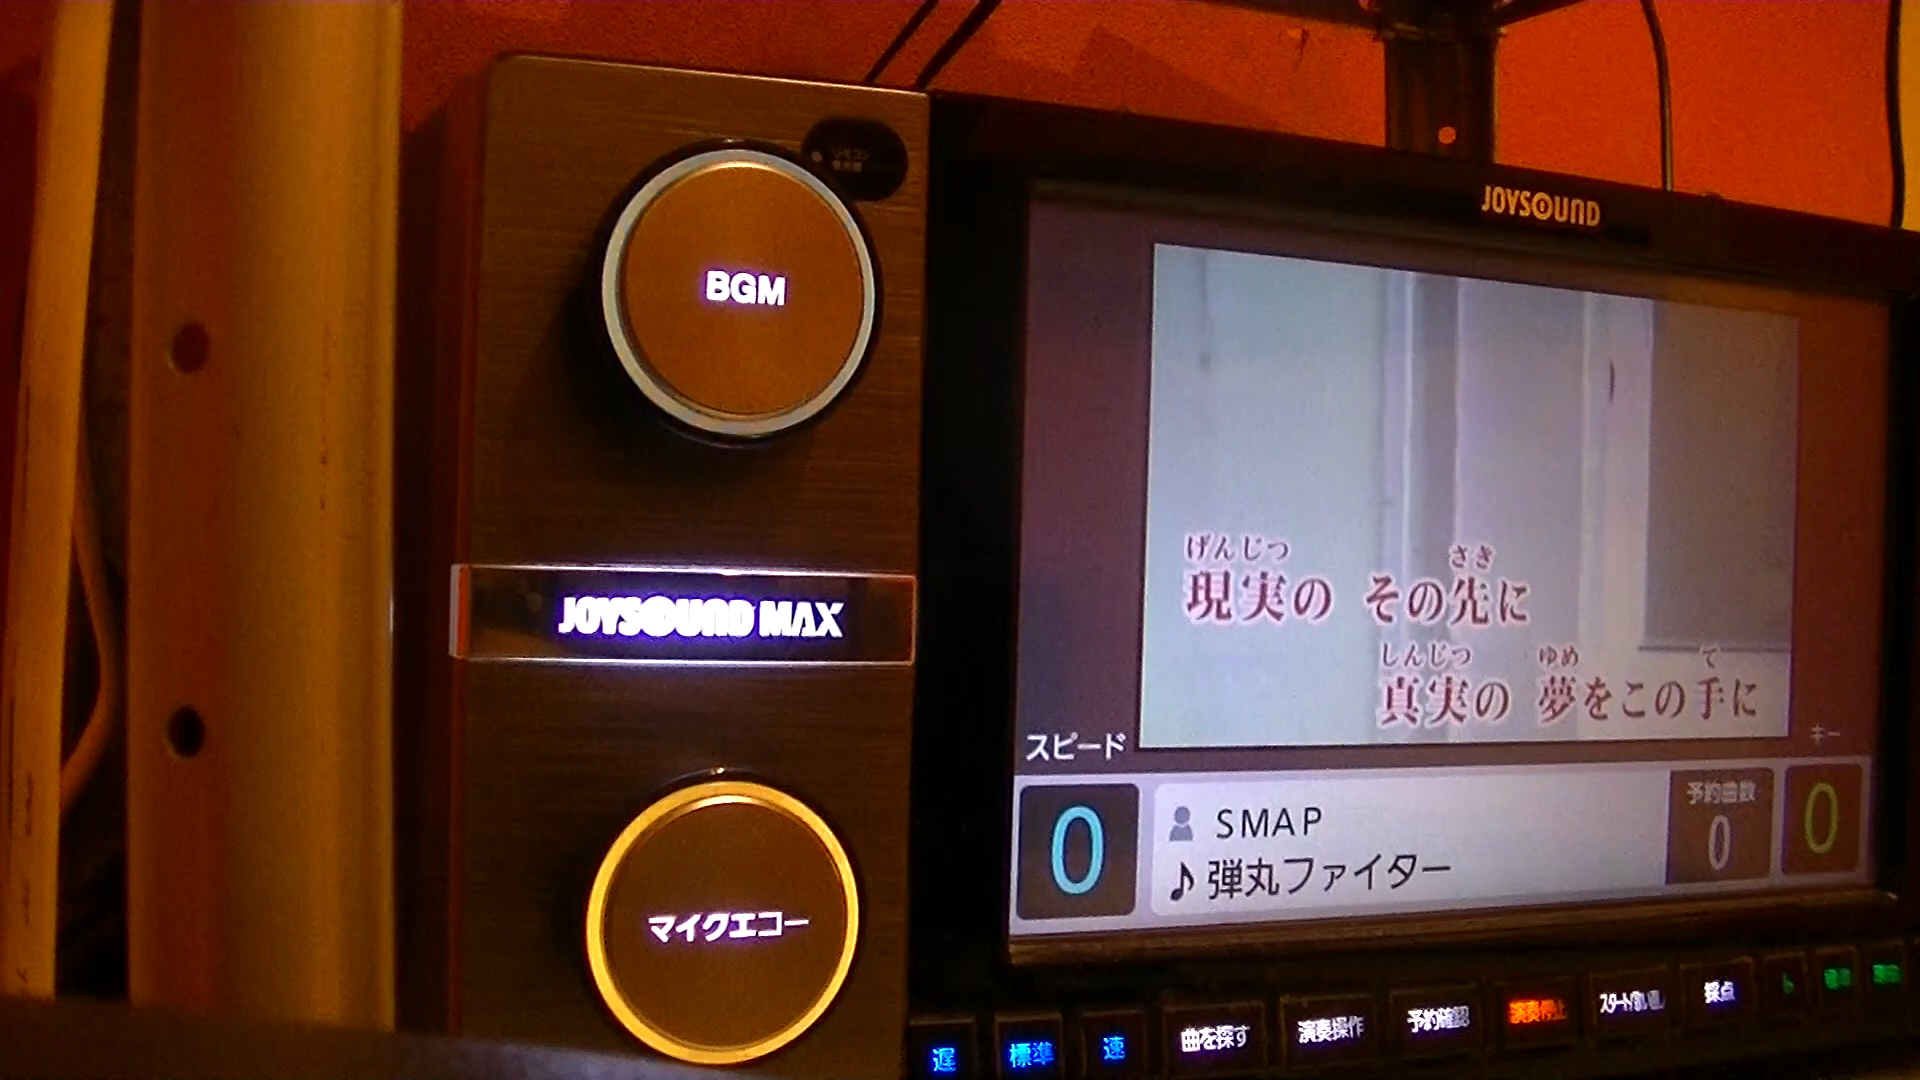 リモコン
BGM
JOYSOUND MAX
マイクエコー
JOYSOUND
げんじつ さき
現実の その先に
しんじつ ゆめ て
真実の 夢をこの手に
スピード
キー
0
SMAP
弾丸ファイター
予約曲数
0
0
遅
標準
速
曲を探す
演奏操作
予約確認
演奏停止
採点
♭